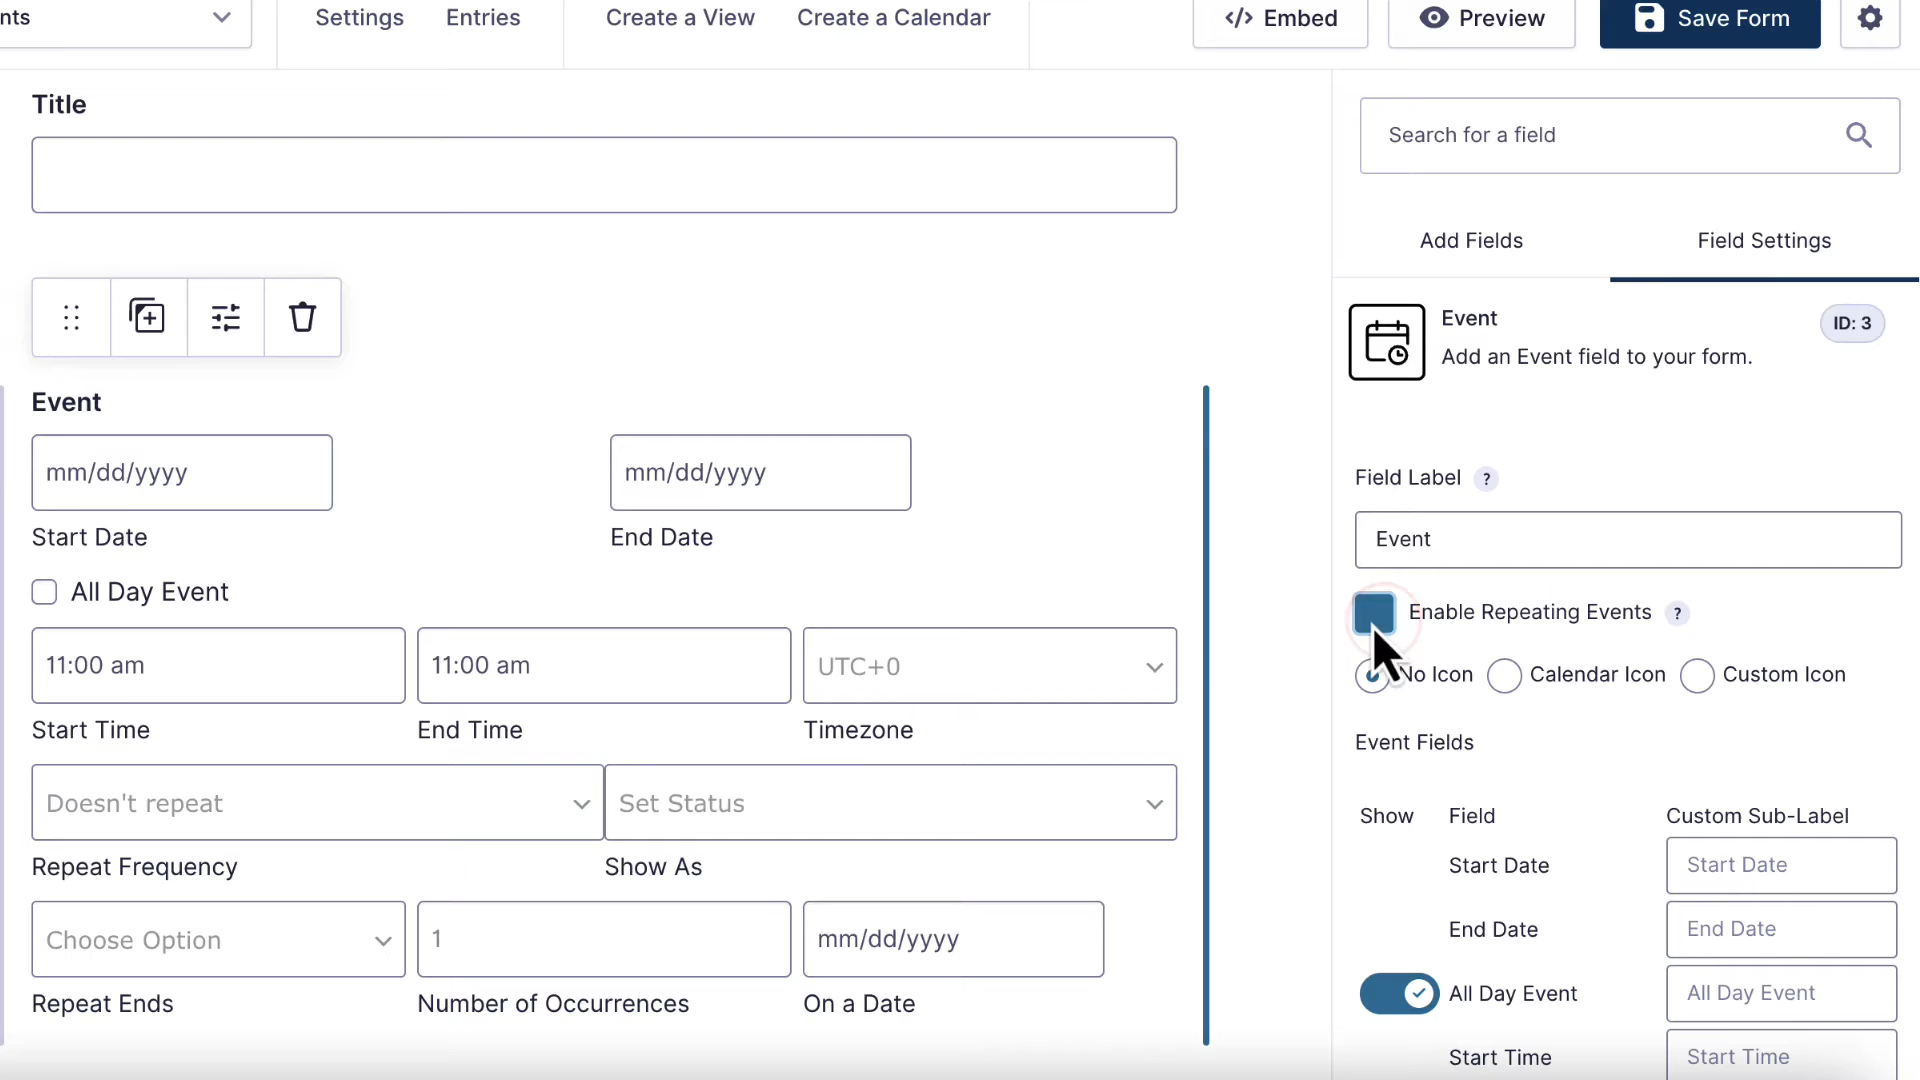 nts
Settings
Entries
Create a View
Create a Calendar
Embed
Preview
Save Form
Title
Event
Start Date
End Date
mm/dd/yyyy
mm/dd/yyyy
All Day Event
11:00 am
11:00 am
UTC+0
Start Time
End Time
Timezone
Doesn't repeat
Set Status
Repeat Frequency
Show As
Choose Option
1
mm/dd/yyyy
Repeat Ends
Number of Occurrences
On a Date
Search for a field
Add Fields
Field Settings
Event
ID: 3
Add an Event field to your form.
Field Label ?
Event
Enable Repeating Events ?
No Icon
Calendar Icon
Custom Icon
Event Fields
Show
Field
Custom Sub-Label
Start Date
Start Date
End Date
End Date
All Day Event
All Day Event
Start Time
Start Time